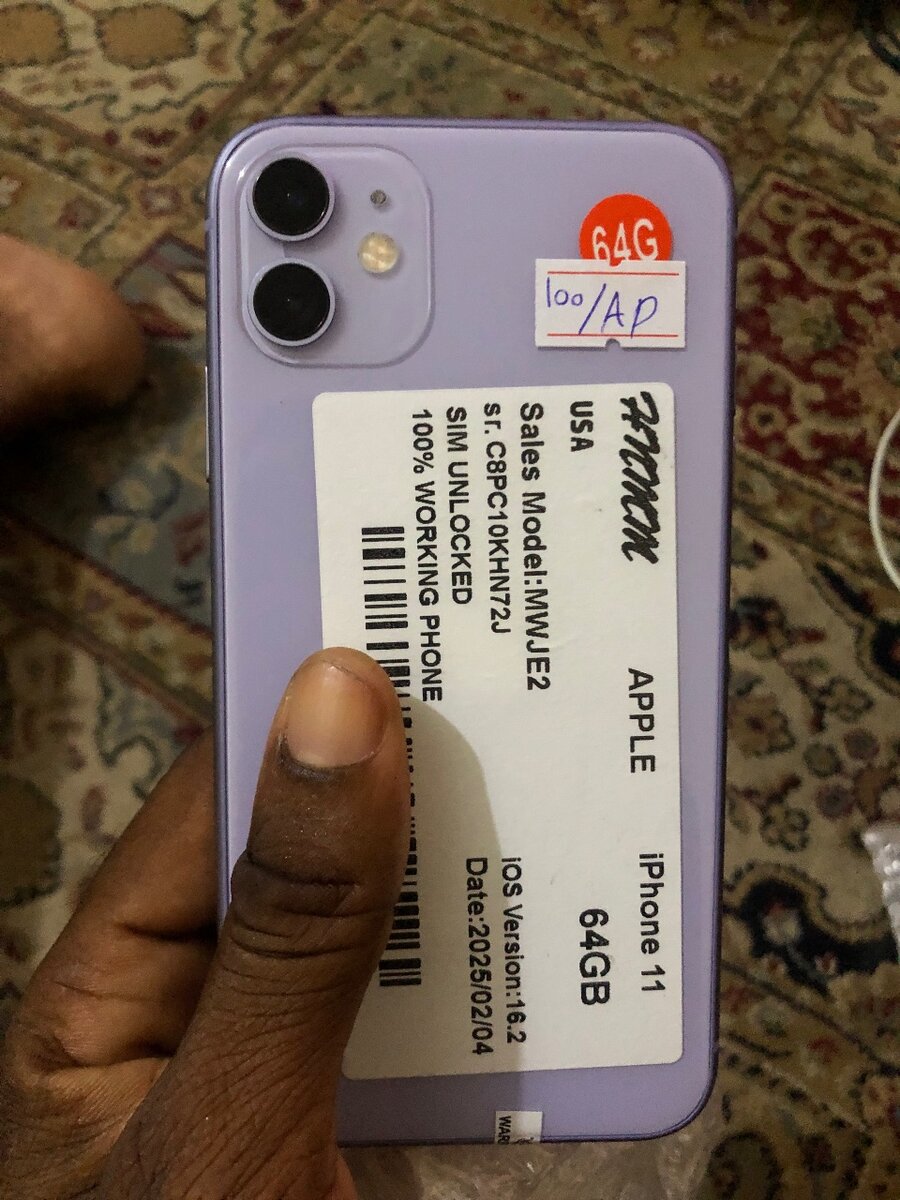 64G
100/AP
APPLE iPhone 11
USA 64GB
Sales Model:MWJE2
sr.C8PC10KHN72J iOS Version:16.2
SIM UNLOCKED Date:2025/02/04
100% WORKING PHONE